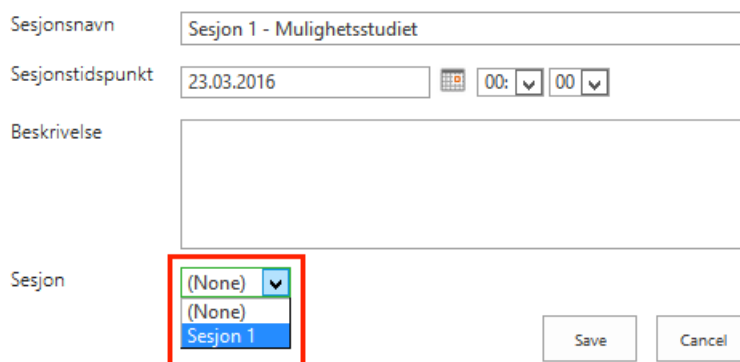 Sesjonsnavn Sesjon 1 - Mulighetsstudiet
Sesjonstidspunkt 23.03.2016 00: 00
Beskrivelse
Sesjon (None)
(None)
Sesjon 1
Save Cancel